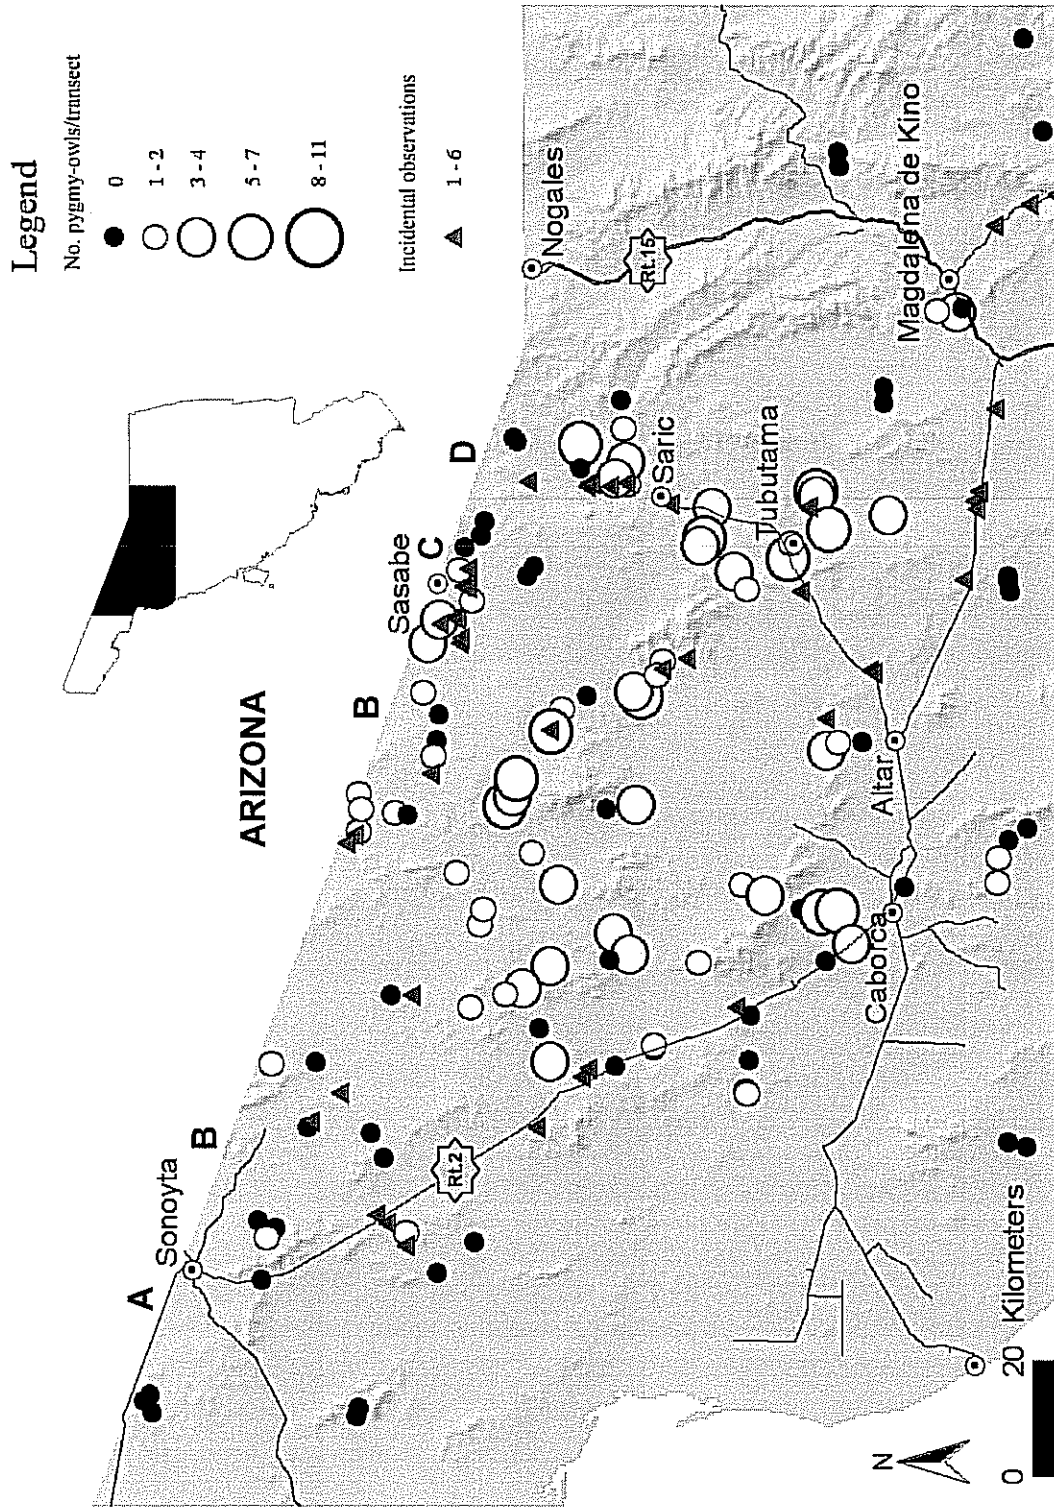 Legend
No. pygmy-owls/transect
0
1 - 2
3 - 4
5 - 7
8 - 11
Incidental observations
1 - 6
ARIZONA
A
B
B
C
D
Sonoyta
Sasabe
Nogales
Saric
Tubutama
Rt.2
Rt.15
Magdalena de Kino
Altar
Caborca
N
0 20 Kilometers